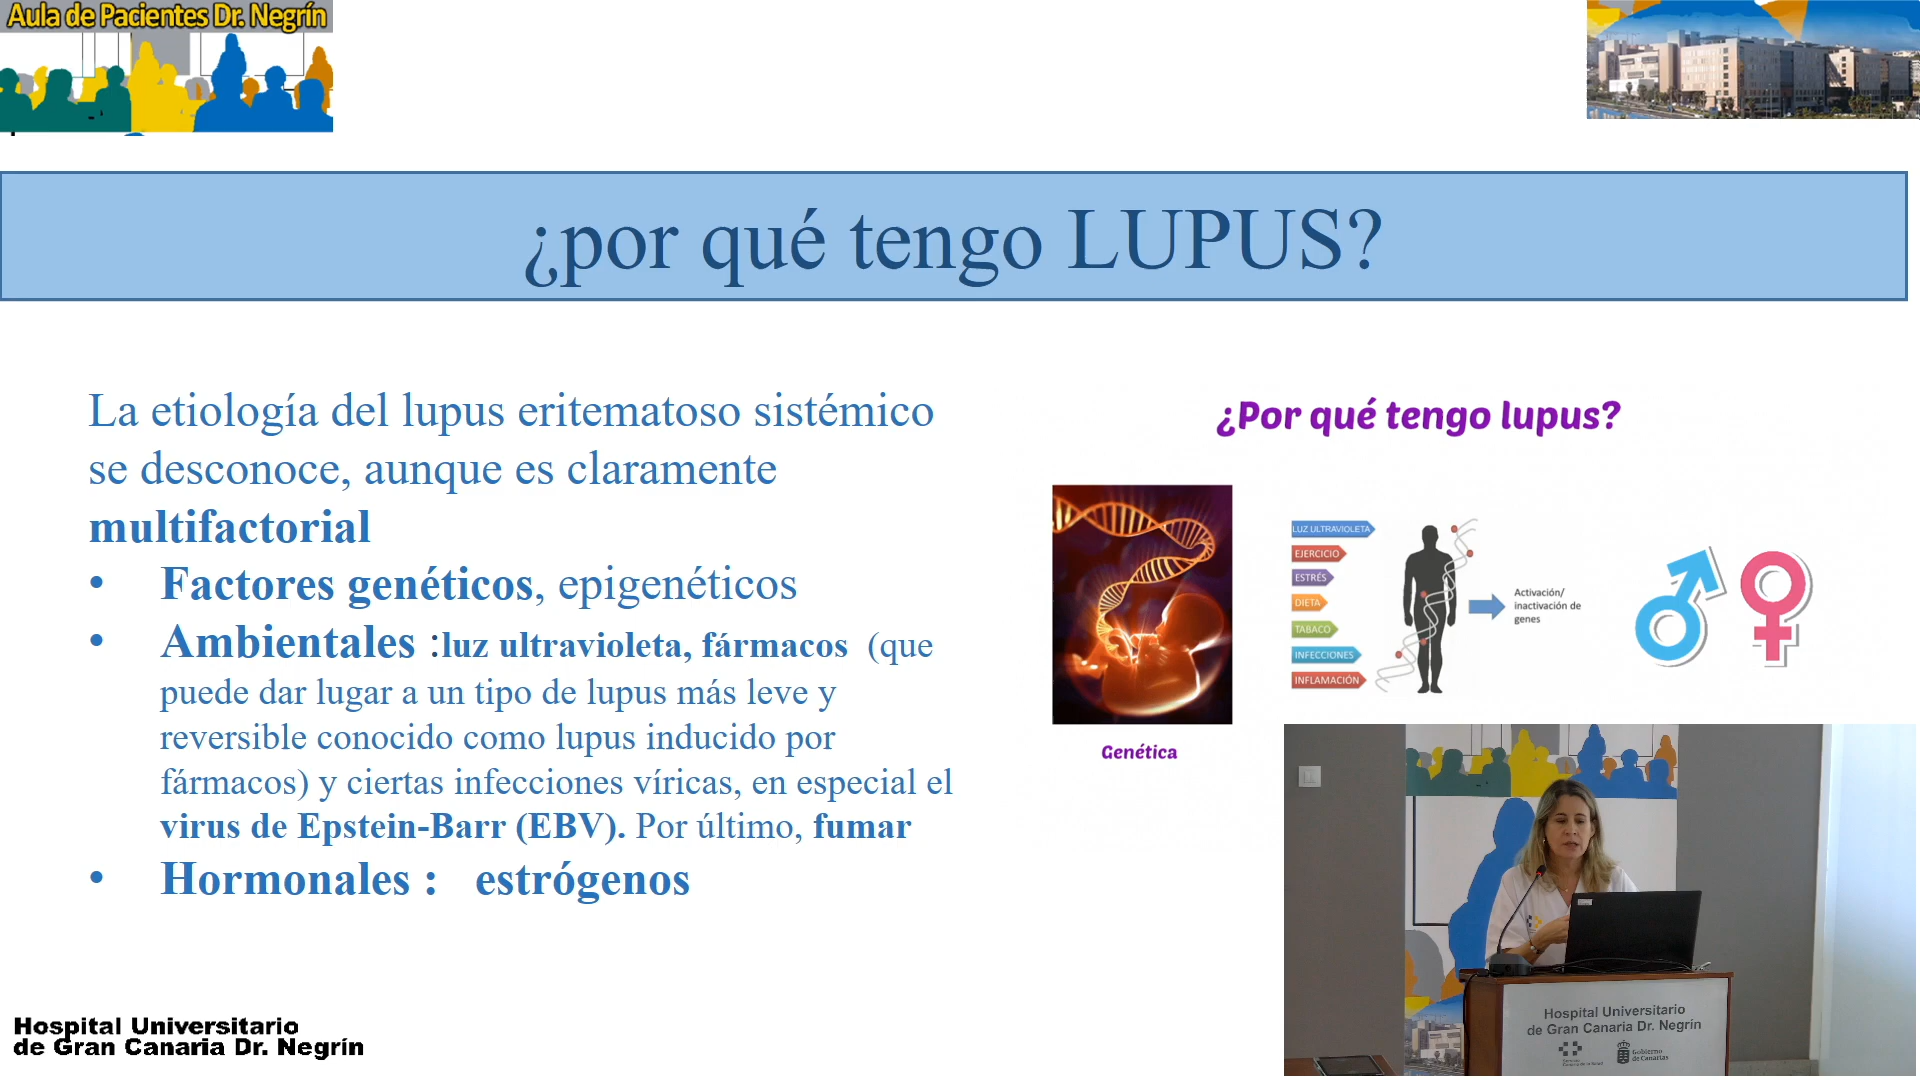 Aula de Pacientes Dr. Negrín
¿por qué tengo LUPUS?
La etiología del lupus eritematoso sistémico
se desconoce, aunque es claramente
multifactorial
• Factores genéticos, epigenéticos
• Ambientales :luz ultravioleta, fármacos (que
puede dar lugar a un tipo de lupus más leve y
reversible conocido como lupus inducido por
fármacos) y ciertas infecciones víricas, en especial el
virus de Epstein-Barr (EBV). Por último, fumar
• Hormonales : estrógenos
¿Por qué tengo lupus?
Genética
LUZ ULTRAVIOLETA
EJERCICIO
ESTRÉS
DIETA
TABACO
INFECCIONES
INFLAMACIÓN
Activación/
inactivación de
genes
Hospital Universitario
de Gran Canaria Dr. Negrín
Hospital Universitario
de Gran Canaria Dr. Negrín
Gobierno
de Canarias